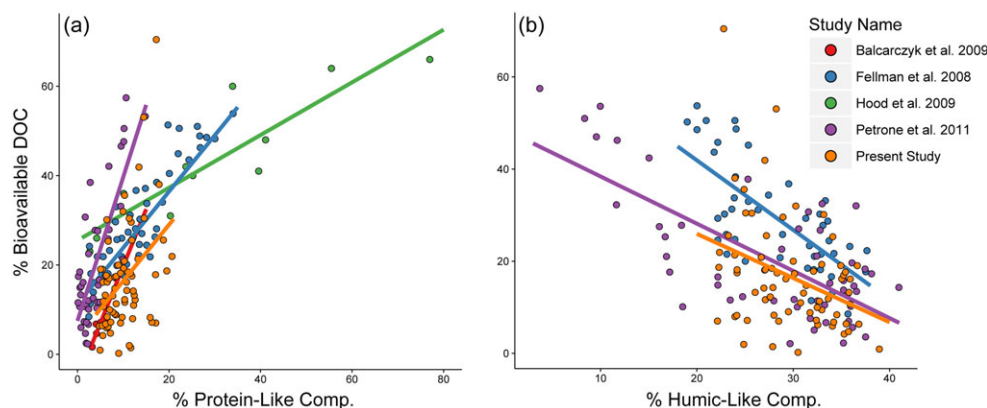 (a)
% Bioavailable DOC
60
40
20
0
0 20 40 60 80
% Protein-Like Comp.
(b)
60
40
20
0
10 20 30 40
% Humic-Like Comp.
Study Name
Balcarczyk et al. 2009
Fellman et al. 2008
Hood et al. 2009
Petrone et al. 2011
Present Study